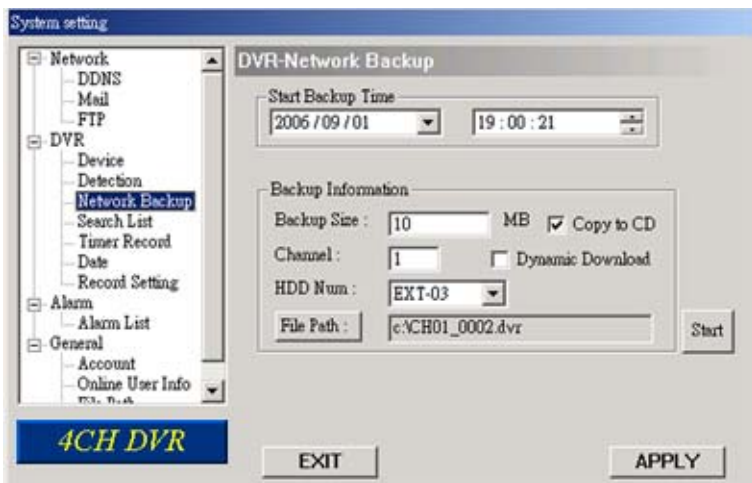 System setting
Network
DDNS
Mail
FTP
DVR
Device
Detection
Network Backup
Search List
Timer Record
Date
Record Setting
Alarm
Alarm List
General
Account
Online User Info
File Path
4CH DVR
DVR-Network Backup
Start Backup Time
2006 / 09 / 01 19 : 00 : 21
Backup Information
Backup Size : 10 MB Copy to CD
Channel : 1 Dynamic Download
HDD Num : EXT-03
File Path : c:\CH01_0002.dvr
Start
EXIT APPLY